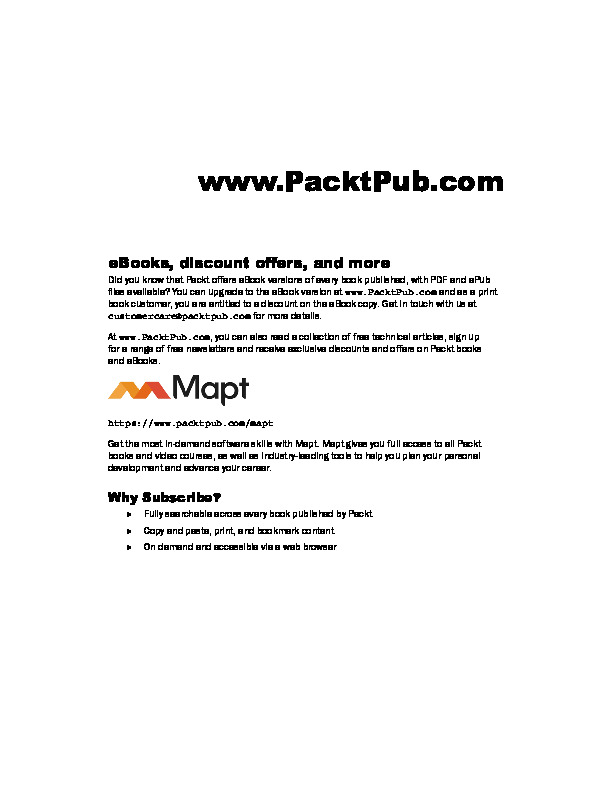 www.PacktPub.com
eBooks, discount offers, and more
Did you know that Packt offers eBook versions of every book published, with PDF and ePub
files available? You can upgrade to the eBook version at www.PacktPub.com and as a print
book customer, you are entitled to a discount on the eBook copy. Get in touch with us at
customercare@packtpub.com for more details.
At www.PacktPub.com, you can also read a collection of free technical articles, sign up
for a range of free newsletters and receive exclusive discounts and offers on Packt books
and eBooks.
Mapt
https://www.packtpub.com/mapt
Get the most in-demand software skills with Mapt. Mapt gives you full access to all Packt
books and video courses, as well as industry-leading tools to help you plan your personal
development and advance your career.
Why Subscribe?
Fully searchable across every book published by Packt
Copy and paste, print, and bookmark content
On demand and accessible via a web browser